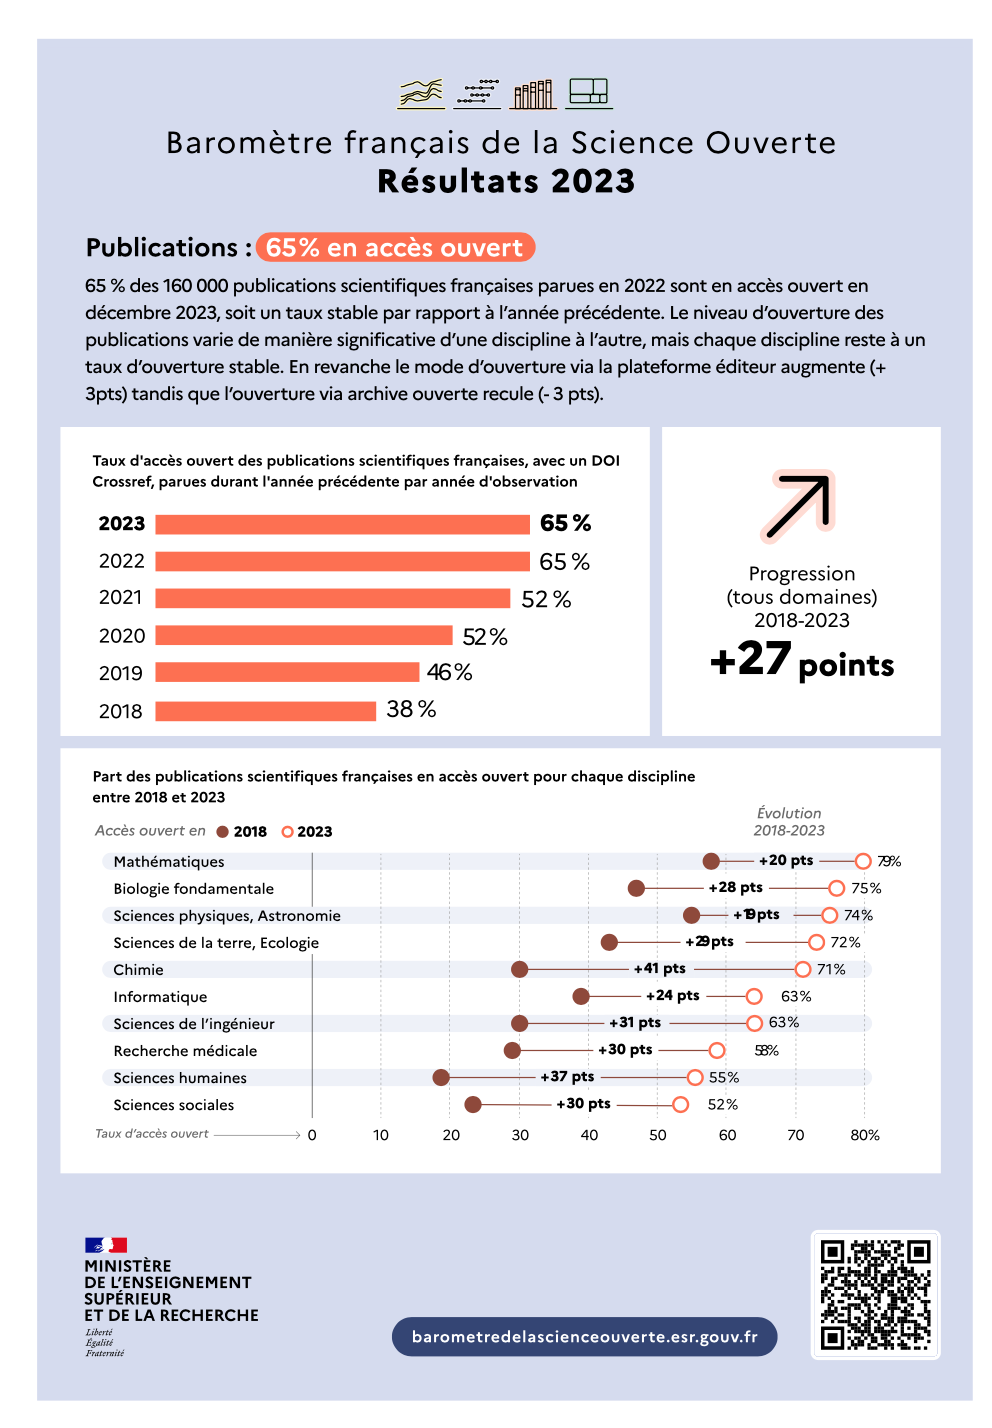 Baromètre français de la Science Ouverte
Résultats 2023
Publications : 65% en accès ouvert
65 % des 160 000 publications scientifiques françaises parues en 2022 sont en accès ouvert en
décembre 2023, soit un taux stable par rapport à l’année précédente. Le niveau d’ouverture des
publications varie de manière significative d’une discipline à l’autre, mais chaque discipline reste à un
taux d’ouverture stable. En revanche le mode d’ouverture via la plateforme éditeur augmente (+
3pts) tandis que l’ouverture via archive ouverte recule (- 3 pts).
Taux d'accès ouvert des publications scientifiques françaises, avec un DOI
Crossref, parues durant l'année précédente par année d'observation
2023 65 %
2022 65 %
2021 52 %
2020 52 %
2019 46 %
2018 38 %
Progression
(tous domaines)
2018-2023
+27 points
Part des publications scientifiques françaises en accès ouvert pour chaque discipline
entre 2018 et 2023
Évolution
2018-2023
Accès ouvert en 2018 2023
Mathématiques +20 pts 79%
Biologie fondamentale +28 pts 75%
Sciences physiques, Astronomie +19 pts 74%
Sciences de la terre, Ecologie +29 pts 72%
Chimie +41 pts 71%
Informatique +24 pts 63%
Sciences de l’ingénieur +31 pts 63%
Recherche médicale +30 pts 58%
Sciences humaines +37 pts 55%
Sciences sociales +30 pts 52%
Taux d’accès ouvert 0 10 20 30 40 50 60 70 80%
MINISTÈRE
DE L’ENSEIGNEMENT
SUPÉRIEUR
ET DE LA RECHERCHE
Liberté
Égalité
Fraternité
barometredelascienceouverte.esr.gouv.fr